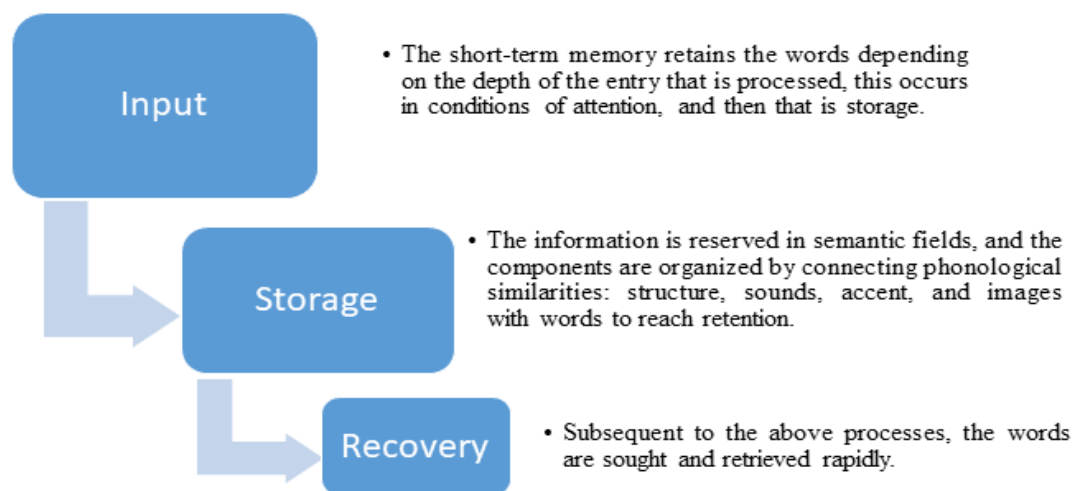 Input
• The short-term memory retains the words depending
on the depth of the entry that is processed, this occurs
in conditions of attention, and then that is storage.
Storage
• The information is reserved in semantic fields, and the
components are organized by connecting phonological
similarities: structure, sounds, accent, and images
with words to reach retention.
Recovery
• Subsequent to the above processes, the words
are sought and retrieved rapidly.